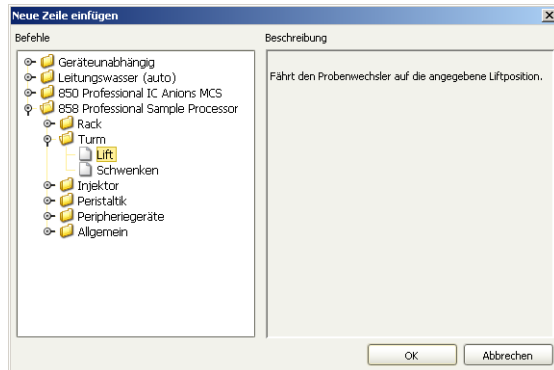 Neue Zeile einfügen
Befehle
Beschreibung
Geräteunabhängig
Leitungswasser (auto)
850 Professional IC Anions MCS
858 Professional Sample Processor
Rack
Turm
Lift
Schwenken
Injektor
Peristaltik
Peripheriegeräte
Allgemein
Fährt den Probenwechsler auf die angegebene Liftposition.
OK
Abbrechen